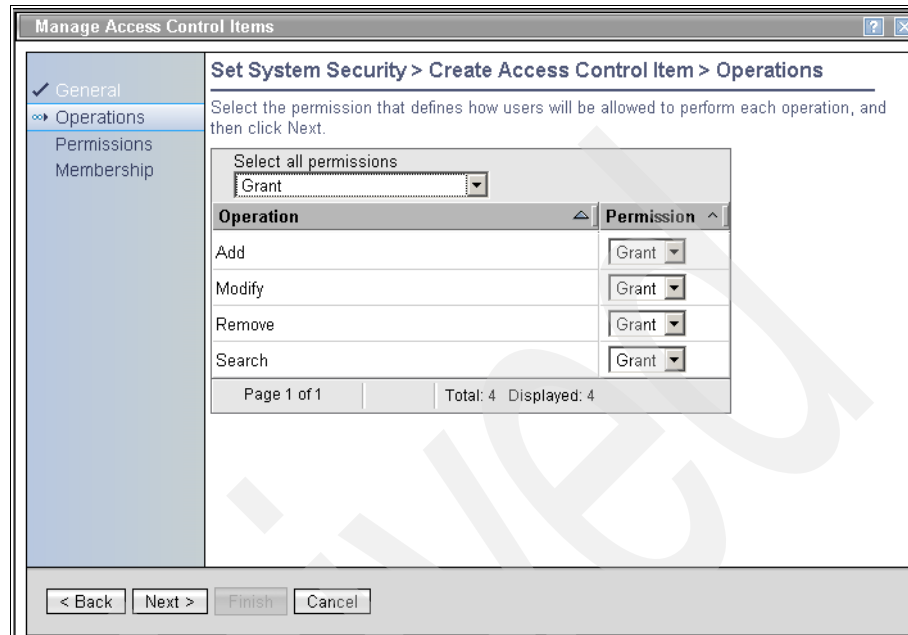 Manage Access Control Items
?
General
Operations
Permissions
Membership
Set System Security > Create Access Control Item > Operations
Select the permission that defines how users will be allowed to perform each operation, and
then click Next.
Select all permissions
Grant
Operation Permission
Add Grant
Modify Grant
Remove Grant
Search Grant
Page 1 of 1 Total: 4 Displayed: 4
< Back Next > Finish Cancel